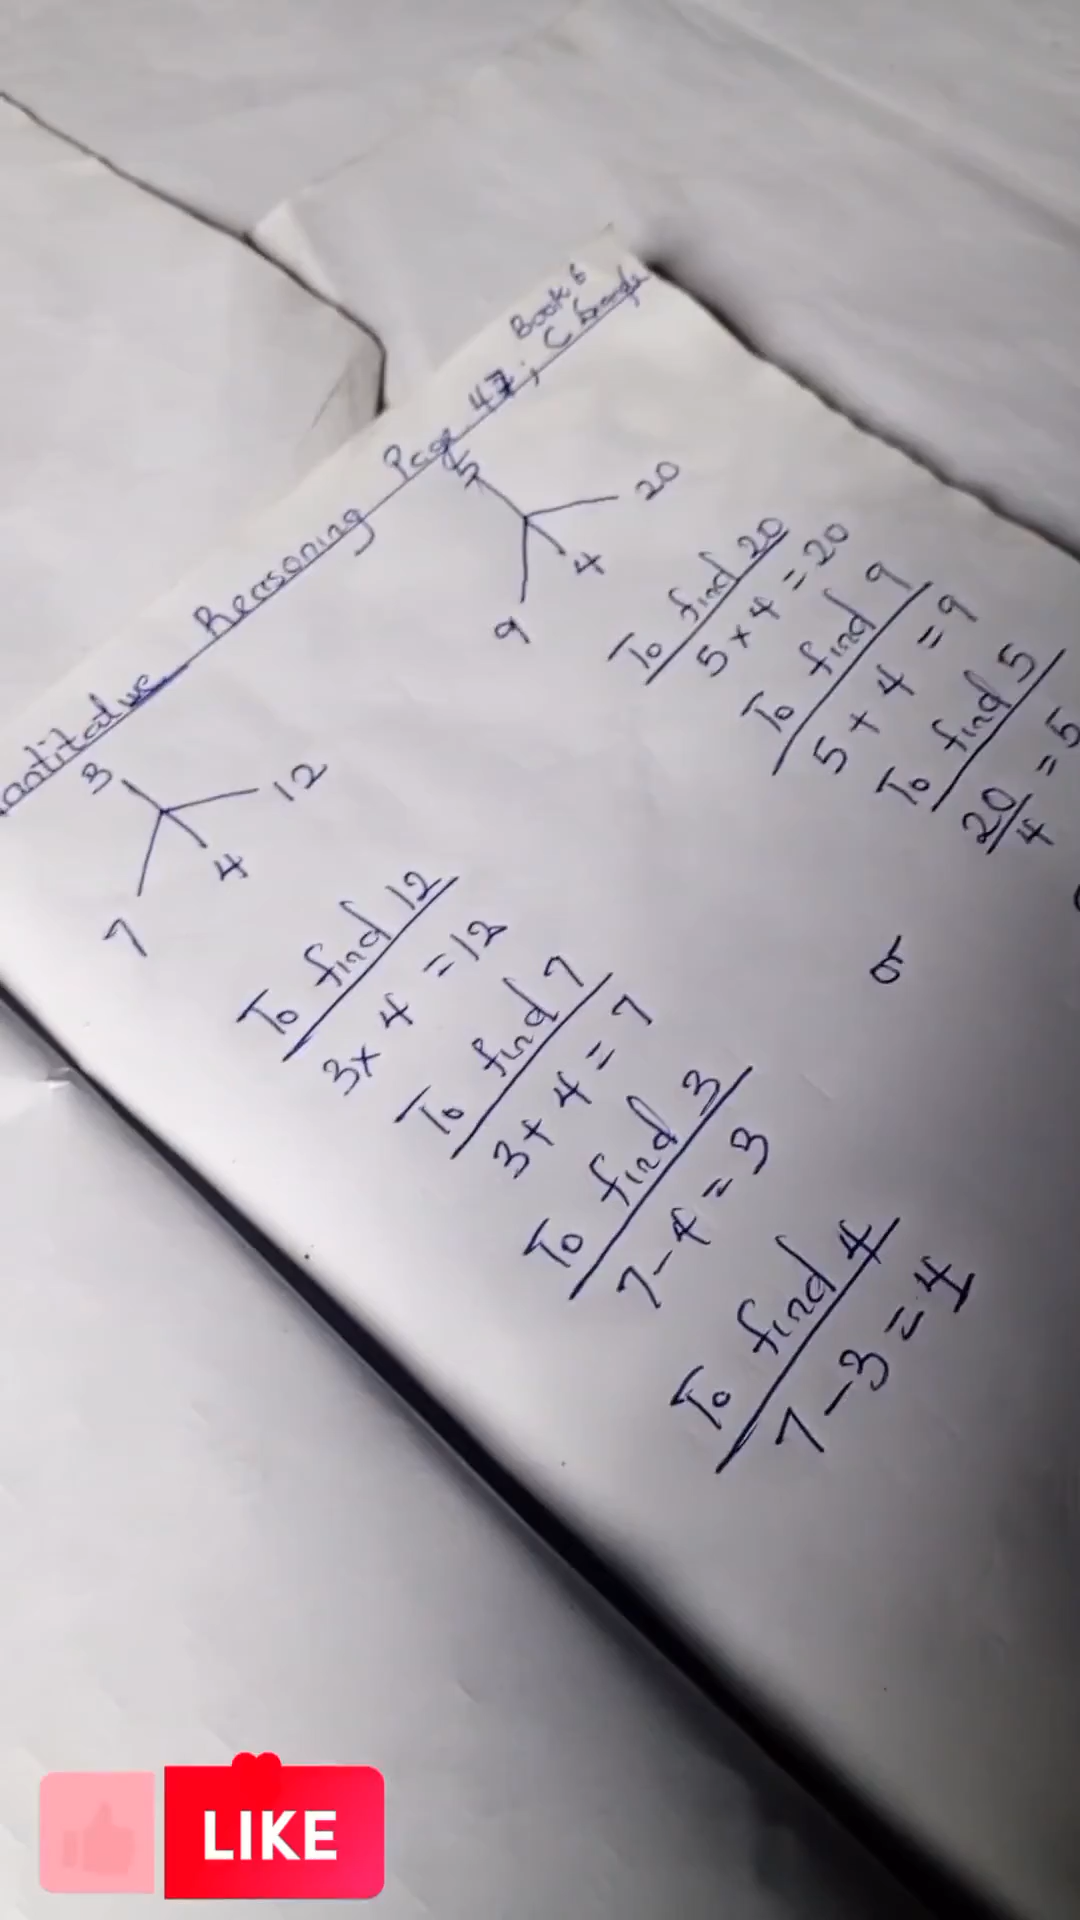 Book 6
antitative Reasoning Page 47; C
3
12
4
7
To find 12
3 x 4 = 12
To find 7
3 + 4 = 7
To find 3
7 - 4 = 3
To find 4
7 - 3 = 4
5
20
4
9
To find 20
5 x 4 = 20
To find 9
5 + 4 = 9
To find 5
20/4 = 5
or
LIKE